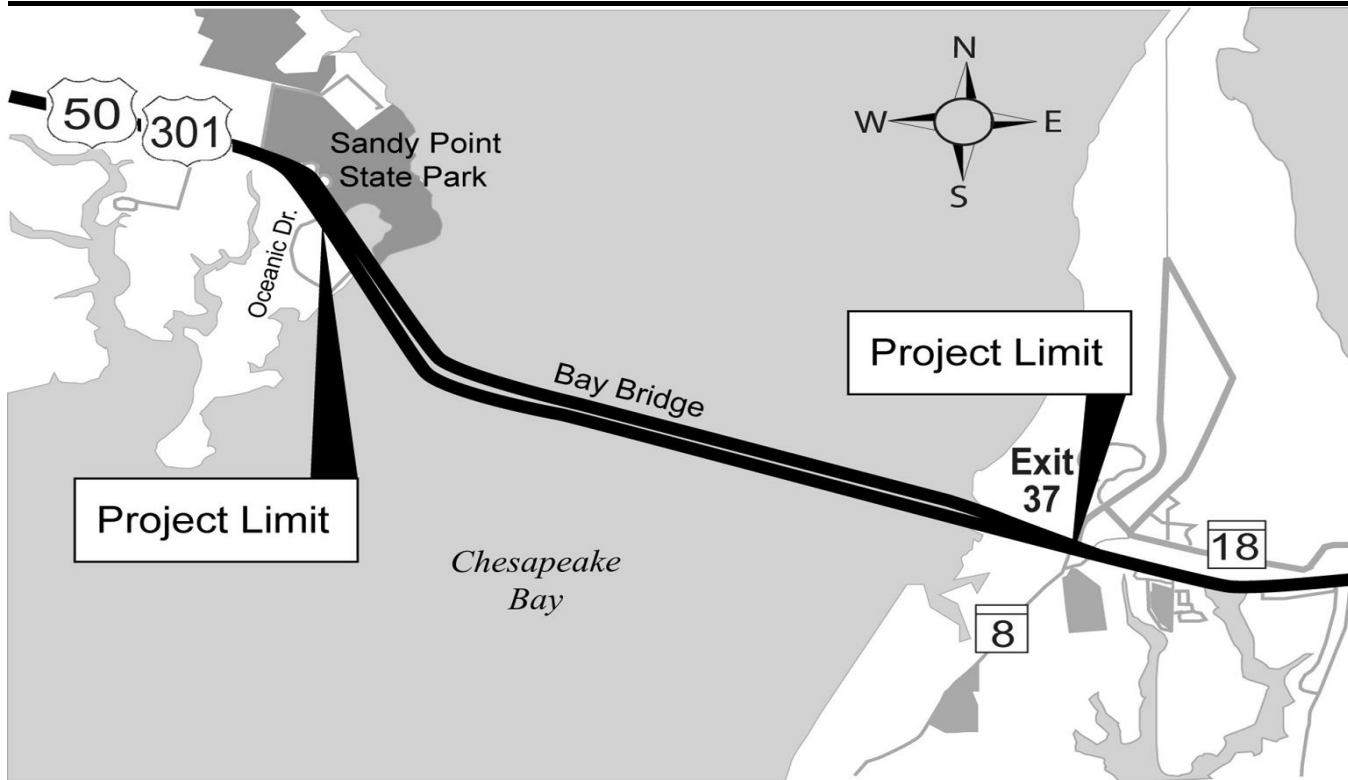 N
W
E
S
50
301
Sandy Point
State Park
Oceanic Dr.
Bay Bridge
Project Limit
Exit
37
Project Limit
18
Chesapeake
Bay
8